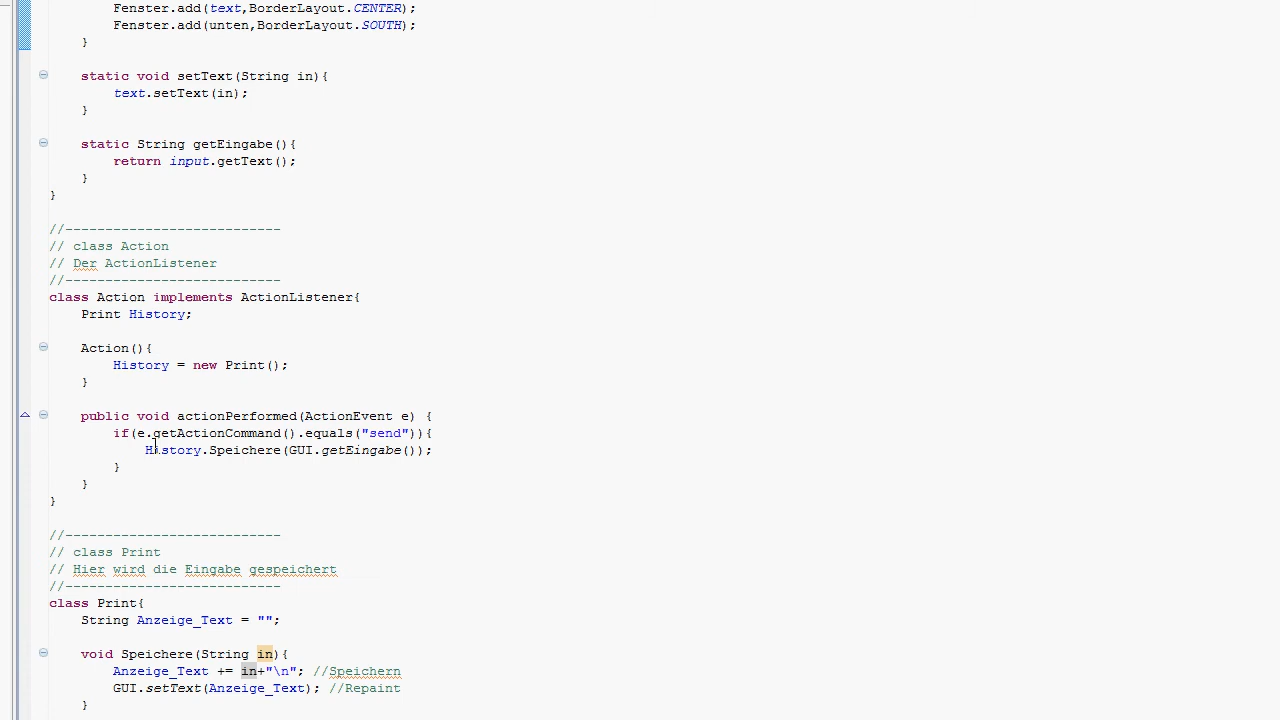 Fenster.add(text,BorderLayout.CENTER);
Fenster.add(unten,BorderLayout.SOUTH);
}
static void setText(String in){
text.setText(in);
}
static String getEingabe(){
return input.getText();
}
}
//---------------------------
// class Action
// Der ActionListener
//---------------------------
class Action implements ActionListener{
Print History;
Action(){
History = new Print();
}
public void actionPerformed(ActionEvent e) {
if(e.getActionCommand().equals("send")){
History.Speichere(GUI.getEingabe());
}
}
}
//---------------------------
// class Print
// Hier wird die Eingabe gespeichert
//---------------------------
class Print{
String Anzeige_Text = "";
void Speichere(String in){
Anzeige_Text += in+"\n"; //Speichern
GUI.setText(Anzeige_Text); //Repaint
}